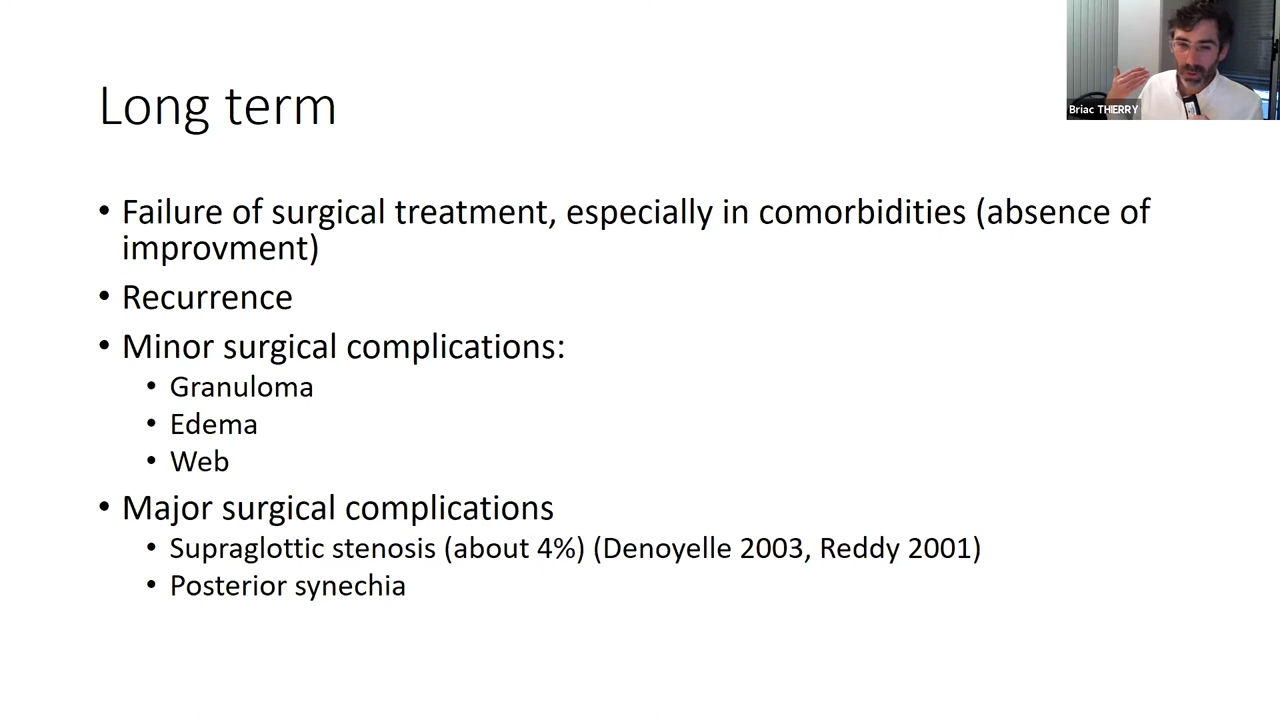 Long term
Briac THIERRY
• Failure of surgical treatment, especially in comorbidities (absence of
improvment)
• Recurrence
• Minor surgical complications:
• Granuloma
• Edema
• Web
• Major surgical complications
• Supraglottic stenosis (about 4%) (Denoyelle 2003, Reddy 2001)
• Posterior synechia